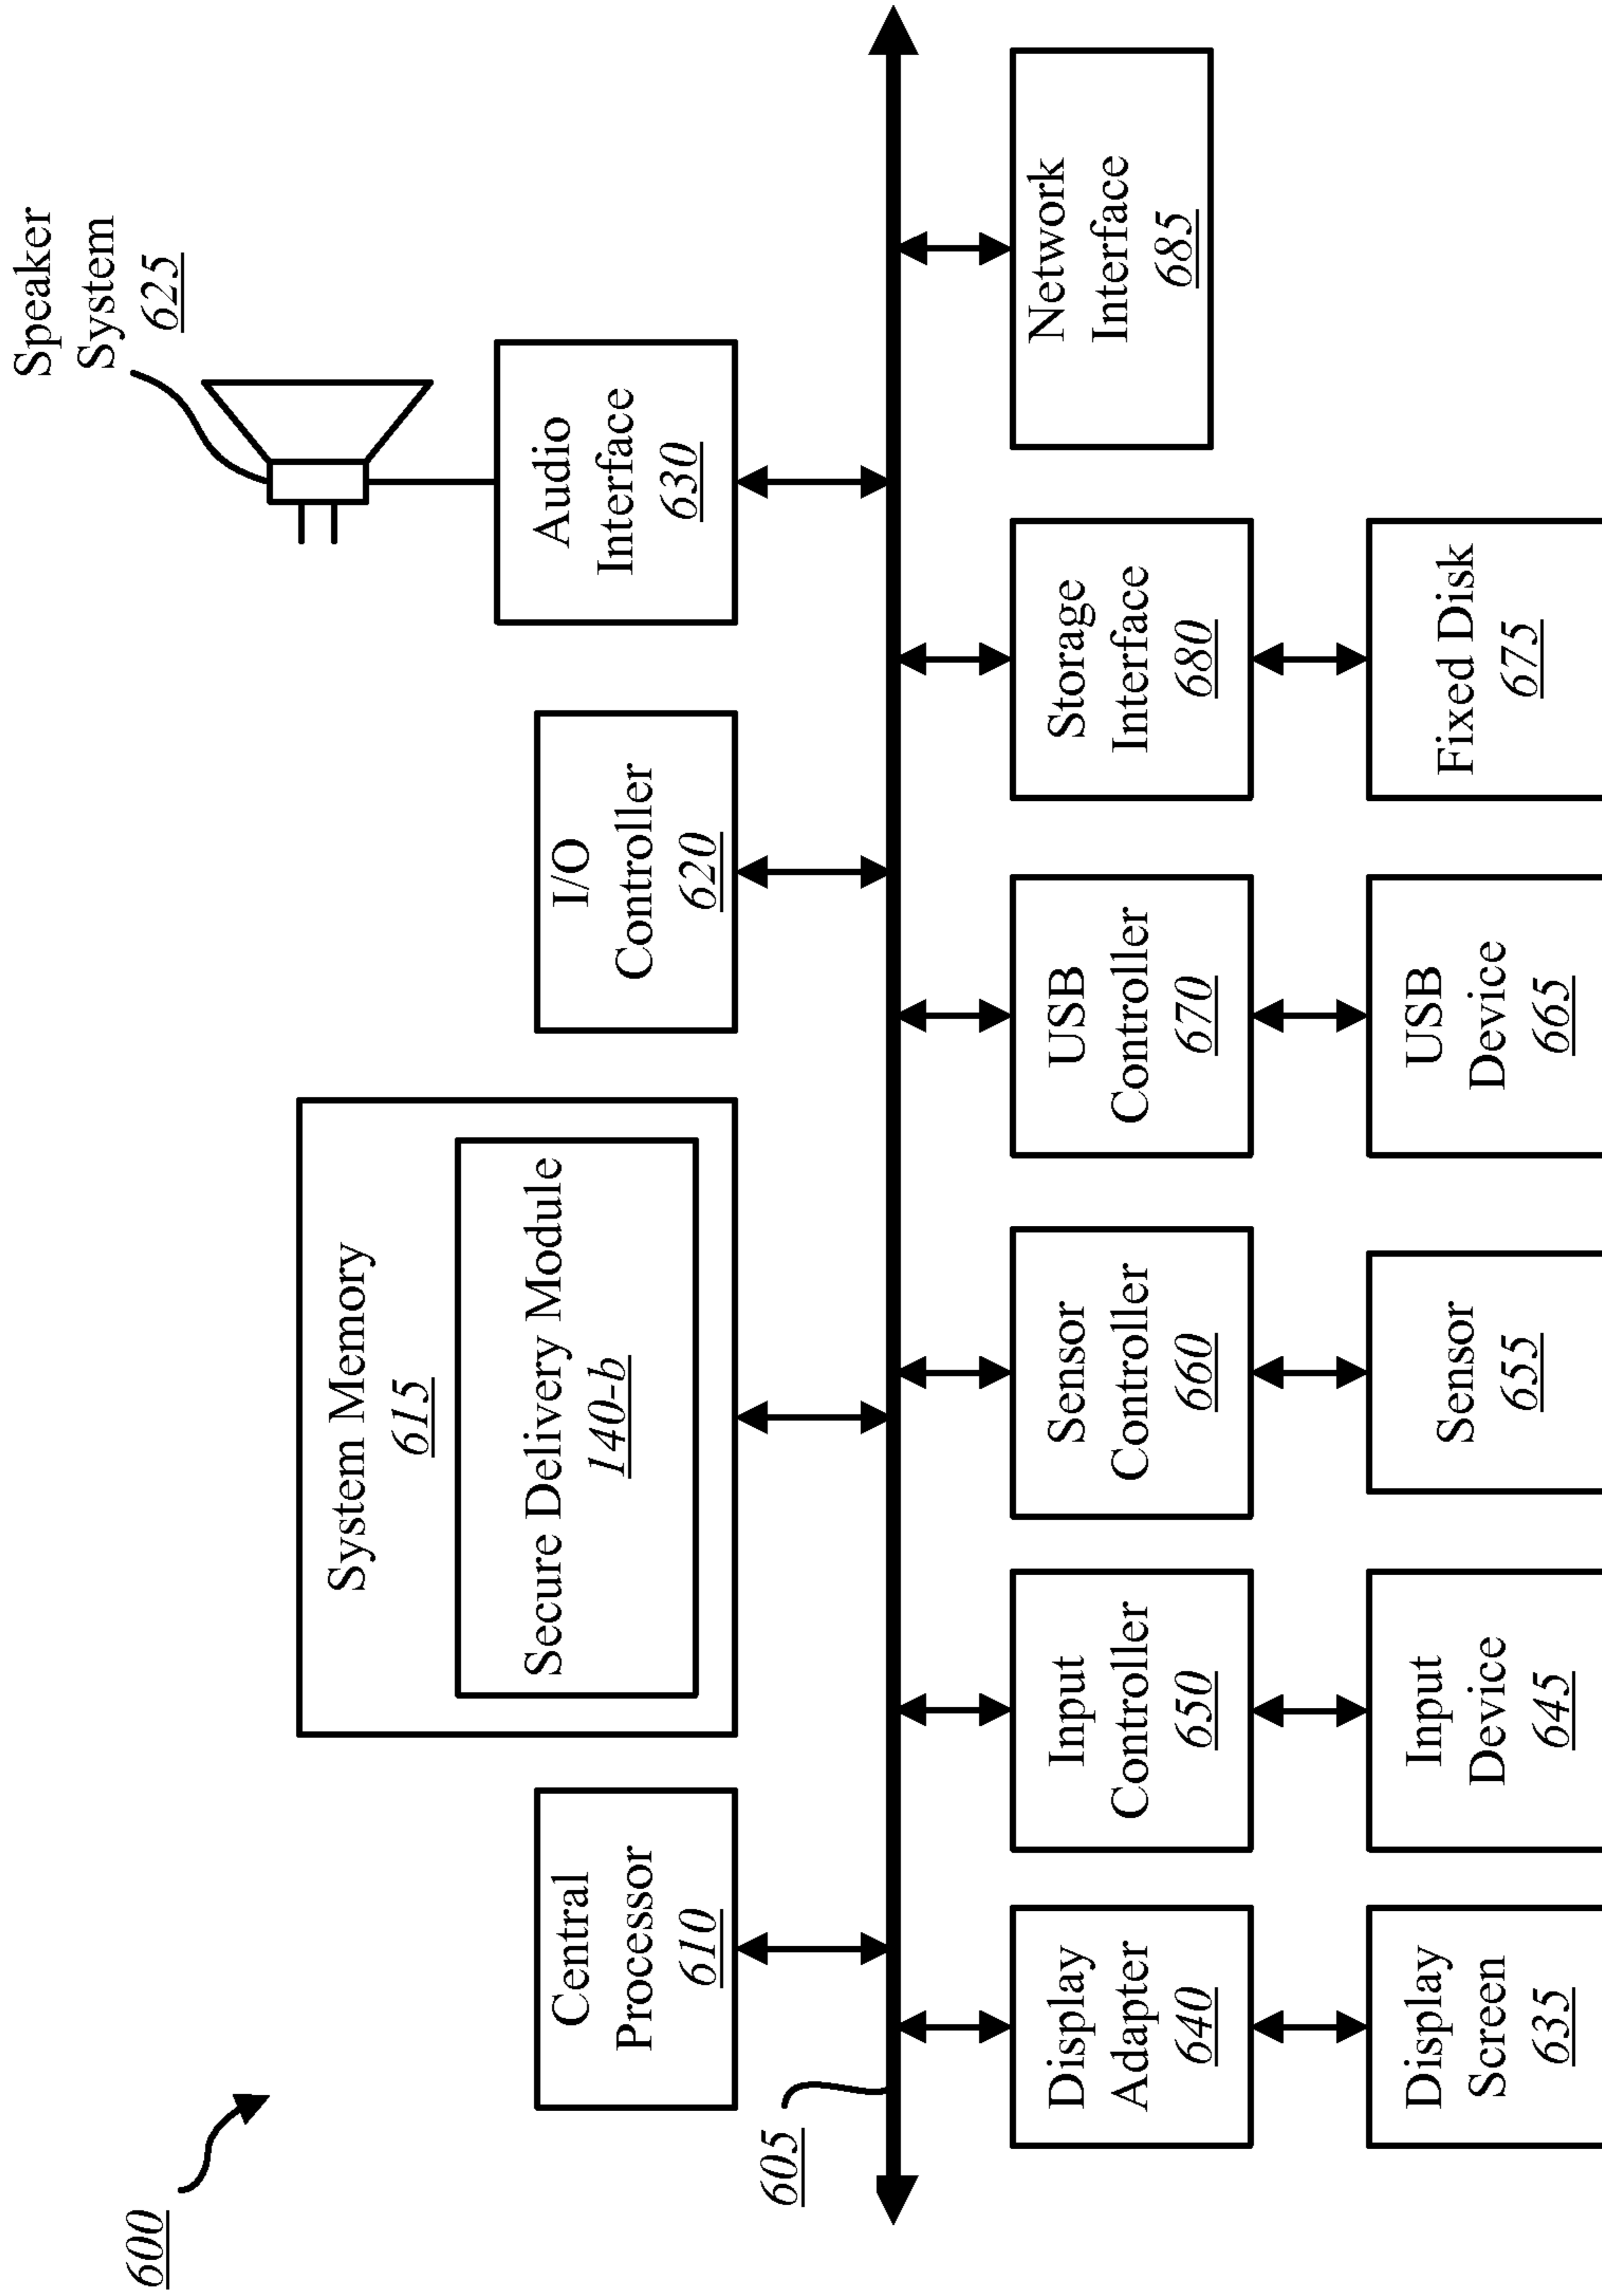 600
Speaker
System
625
System Memory
615
Secure Delivery Module
140-b
Central
Processor
610
I/O
Controller
620
Audio
Interface
630
605
Display
Adapter
640
Input
Controller
650
Sensor
Controller
660
USB
Controller
670
Storage
Interface
680
Network
Interface
685
Display
Screen
635
Input
Device
645
Sensor
655
USB
Device
665
Fixed Disk
675